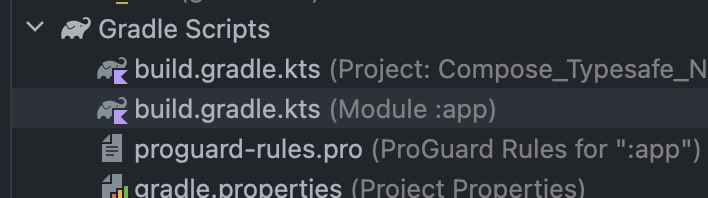 Gradle Scripts
build.gradle.kts (Project: Compose_Typesafe_N
build.gradle.kts (Module :app)
proguard-rules.pro (ProGuard Rules for ":app")
gradle.properties (Project Properties)